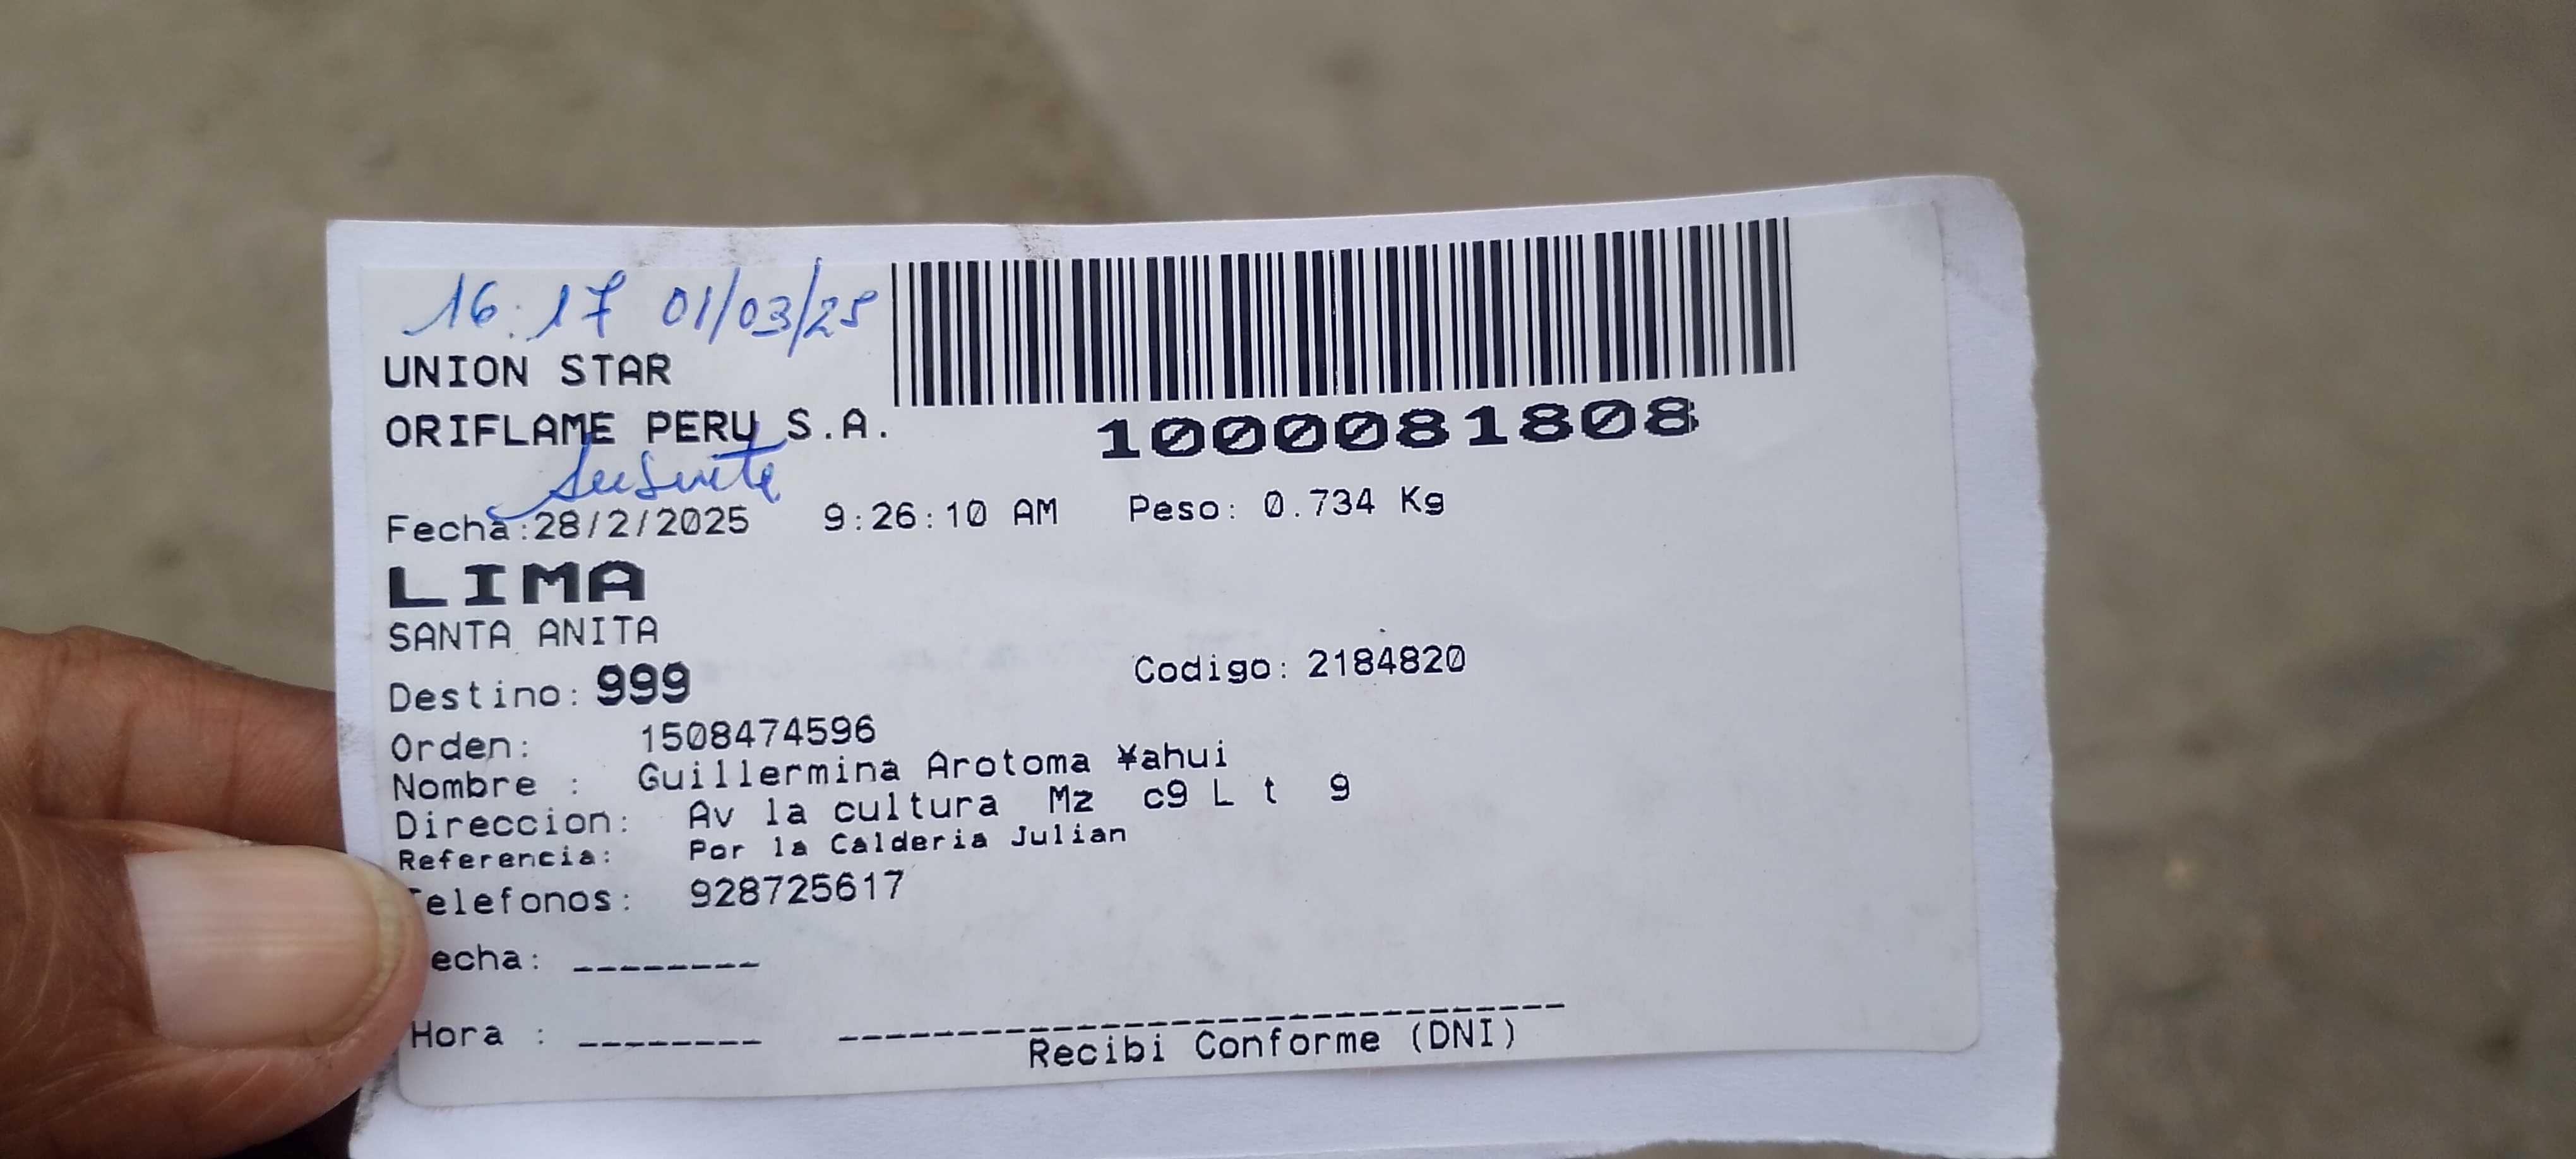 16:17 01/03/25
UNION STAR
ORIFLAME PERU S.A.
1000081808
Fecha:28/2/2025 9:26:10 AM Peso: 0.734 Kg
LIMA
SANTA ANITA
Destino: 999 Codigo: 2184820
Orden: 1508474596
Nombre : Guillermina Arotoma ¥ahui
Direccion: Av la cultura Mz c9 L t 9
Referencia: Por la Calderia Julian
elefonos: 928725617
echa: --------
Hora : --------
Recibi Conforme (DNI)